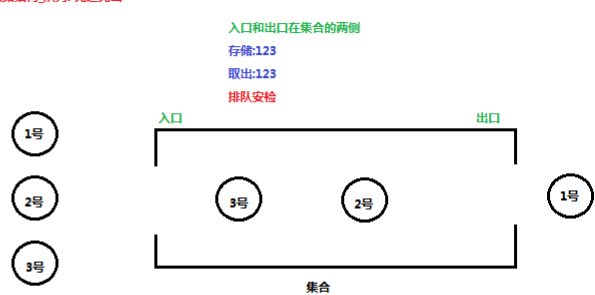 入口和出口在集合的两侧
存储:123
取出:123
排队安检
入口
出口
1号
2号
3号
3号
2号
1号
集合